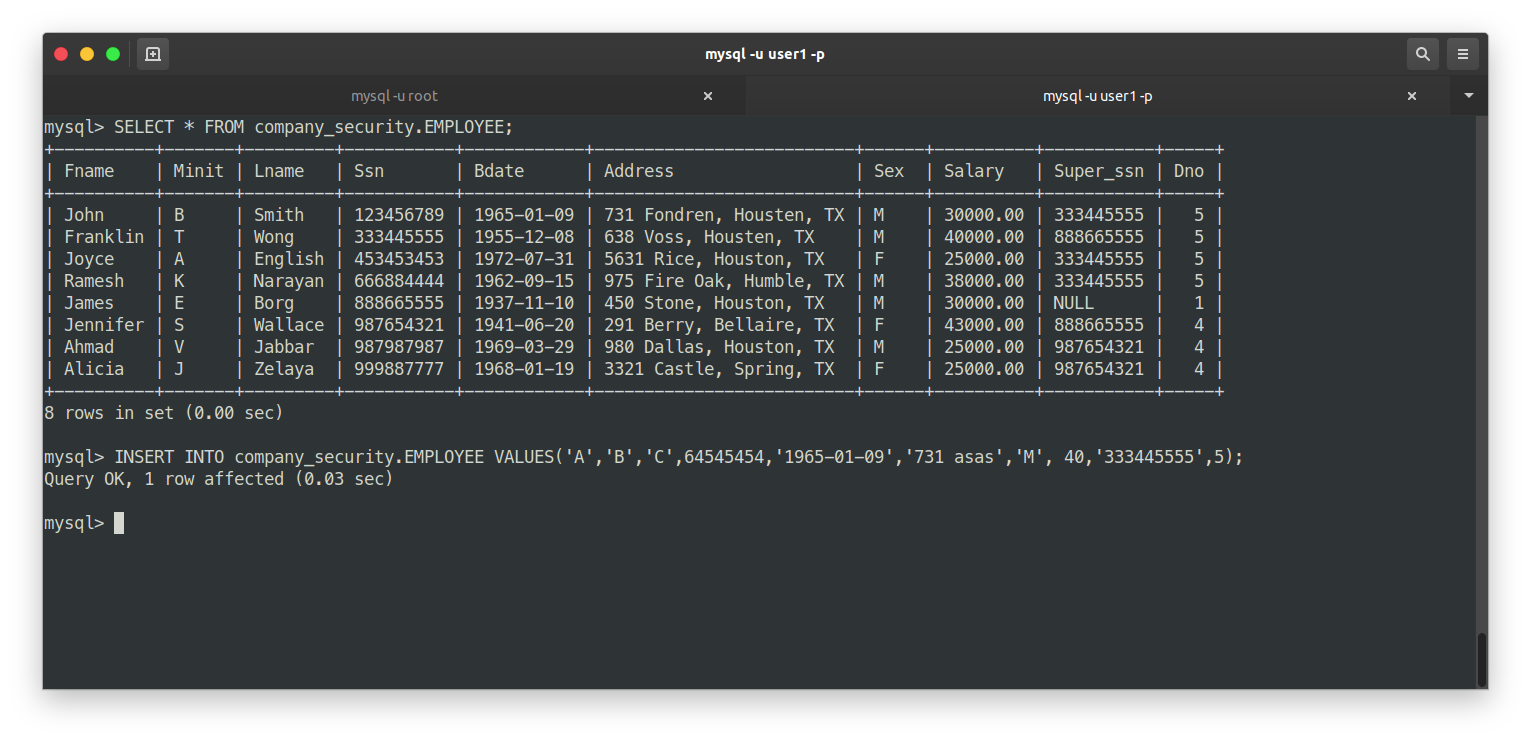 mysql -u user1 -p
mysql -u root
mysql -u user1 -p
mysql> SELECT * FROM company_security.EMPLOYEE;
+----------+-------+---------+-----------+------------+--------------------------+------+----------+-----------+-----+
| Fname    | Minit | Lname   | Ssn       | Bdate      | Address                  | Sex  | Salary   | Super_ssn | Dno |
+----------+-------+---------+-----------+------------+--------------------------+------+----------+-----------+-----+
| John     | B     | Smith   | 123456789 | 1965-01-09 | 731 Fondren, Housten, TX | M    | 30000.00 | 333445555 |   5 |
| Franklin | T     | Wong    | 333445555 | 1955-12-08 | 638 Voss, Housten, TX    | M    | 40000.00 | 888665555 |   5 |
| Joyce    | A     | English | 453453453 | 1972-07-31 | 5631 Rice, Houston, TX   | F    | 25000.00 | 333445555 |   5 |
| Ramesh   | K     | Narayan | 666884444 | 1962-09-15 | 975 Fire Oak, Humble, TX | M    | 38000.00 | 333445555 |   5 |
| James    | E     | Borg    | 888665555 | 1937-11-10 | 450 Stone, Houston, TX   | M    | 30000.00 | NULL      |   1 |
| Jennifer | S     | Wallace | 987654321 | 1941-06-20 | 291 Berry, Bellaire, TX  | F    | 43000.00 | 888665555 |   4 |
| Ahmad    | V     | Jabbar  | 987987987 | 1969-03-29 | 980 Dallas, Houston, TX  | M    | 25000.00 | 987654321 |   4 |
| Alicia   | J     | Zelaya  | 999887777 | 1968-01-19 | 3321 Castle, Spring, TX  | F    | 25000.00 | 987654321 |   4 |
+----------+-------+---------+-----------+------------+--------------------------+------+----------+-----------+-----+
8 rows in set (0.00 sec)
mysql> INSERT INTO company_security.EMPLOYEE VALUES('A','B','C',64545454,'1965-01-09','731 asas','M', 40,'333445555',5);
Query OK, 1 row affected (0.03 sec)
mysql>